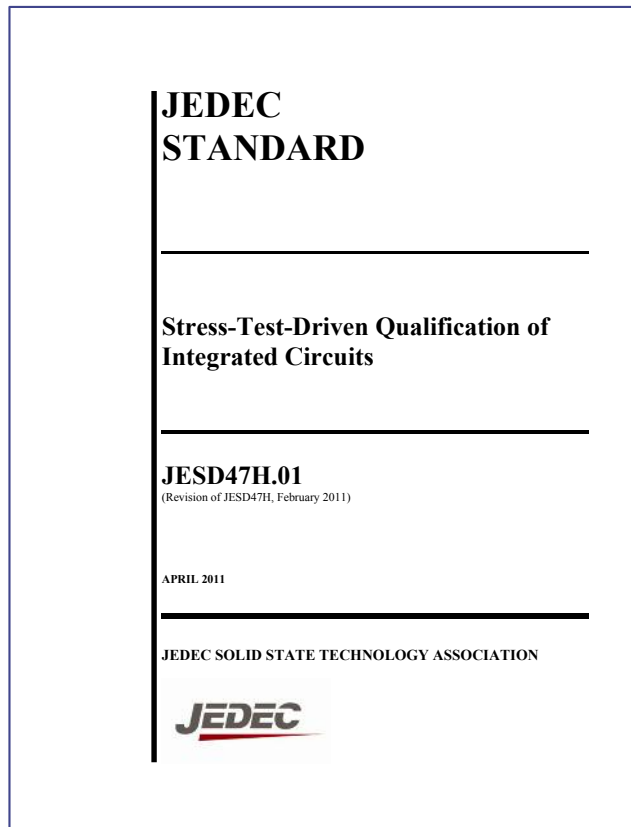 JEDEC
STANDARD
Stress-Test-Driven Qualification of
Integrated Circuits
JESD47H.01
(Revision of JESD47H, February 2011)
APRIL 2011
JEDEC SOLID STATE TECHNOLOGY ASSOCIATION
JEDEC